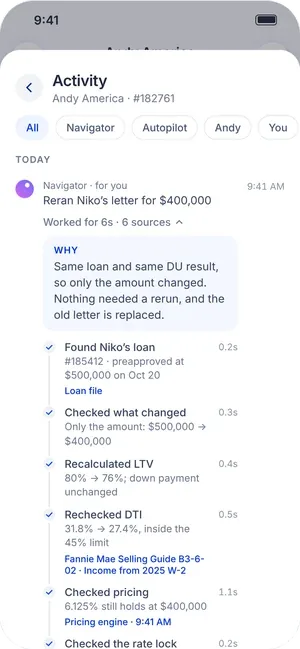 9:41
Activity
Andy America · #182761
All
Navigator
Autopilot
Andy
You
TODAY
Navigator · for you
9:41 AM
Reran Niko’s letter for $400,000
Worked for 6s · 6 sources
WHY
Same loan and same DU result,
so only the amount changed.
Nothing needed a rerun, and the
old letter is replaced.
Found Niko’s loan
0.2s
#185412 · preapproved at
$500,000 on Oct 20
Loan file
Checked what changed
0.3s
Only the amount: $500,000 →
$400,000
Recalculated LTV
0.4s
80% → 76%; down payment
unchanged
Rechecked DTI
0.5s
31.8% → 27.4%, inside the
45% limit
Fannie Mae Selling Guide B3-6-
02 · Income from 2025 W-2
Checked pricing
1.1s
6.125% still holds at $400,000
Pricing engine · 9:41 AM
Checked the rate lock
0.2s